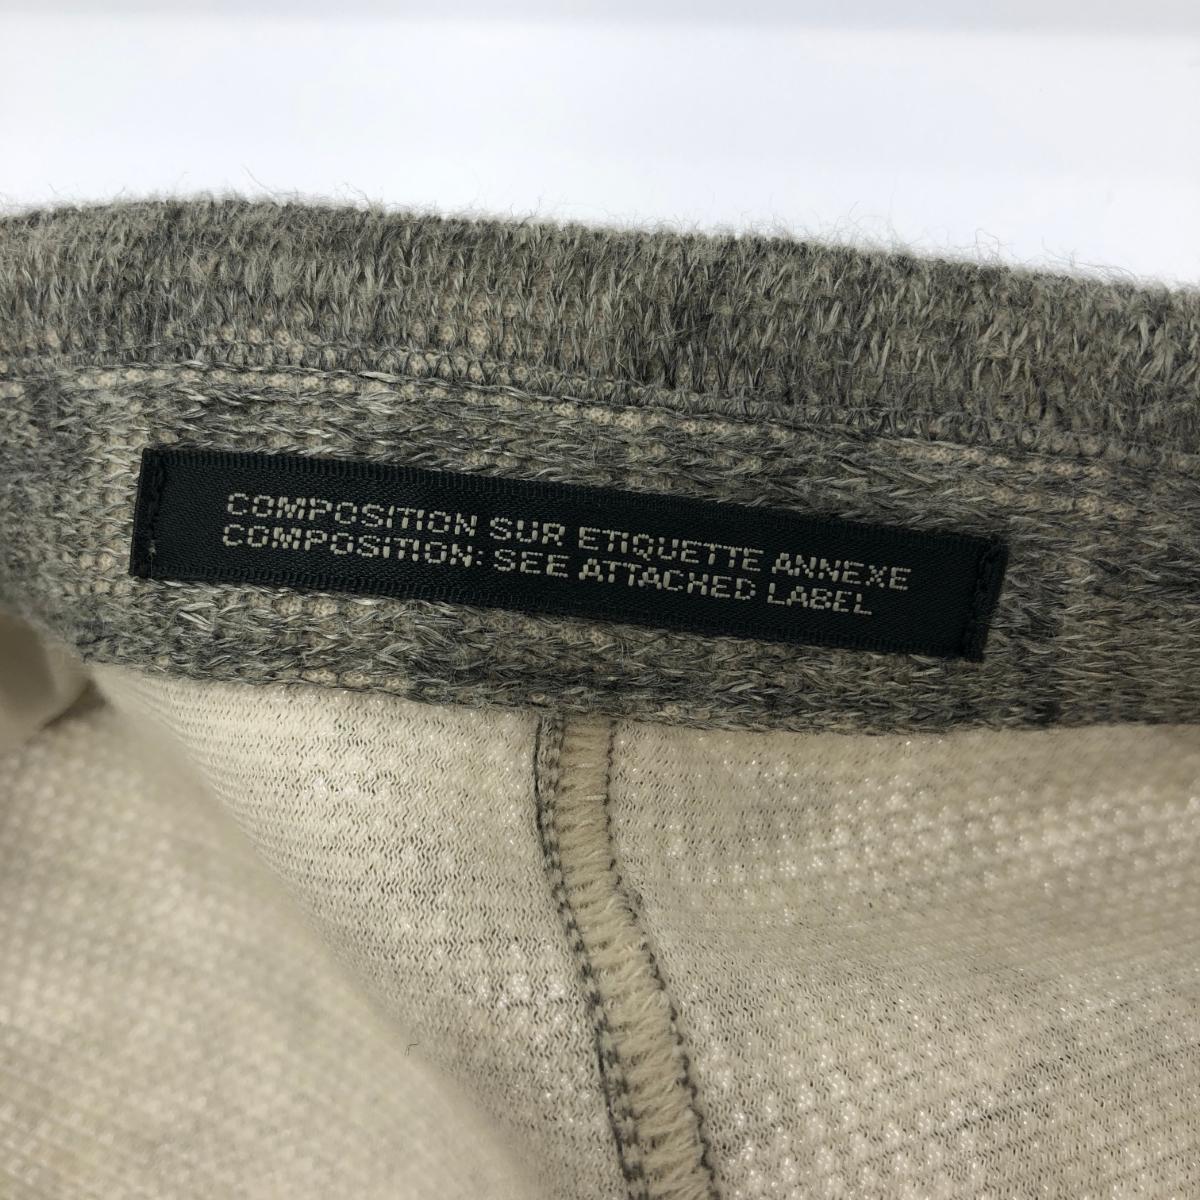 COMPOSITION SUR ETIQUETTE ANNEXE
COMPOSITION: SEE ATTACHED LABEL